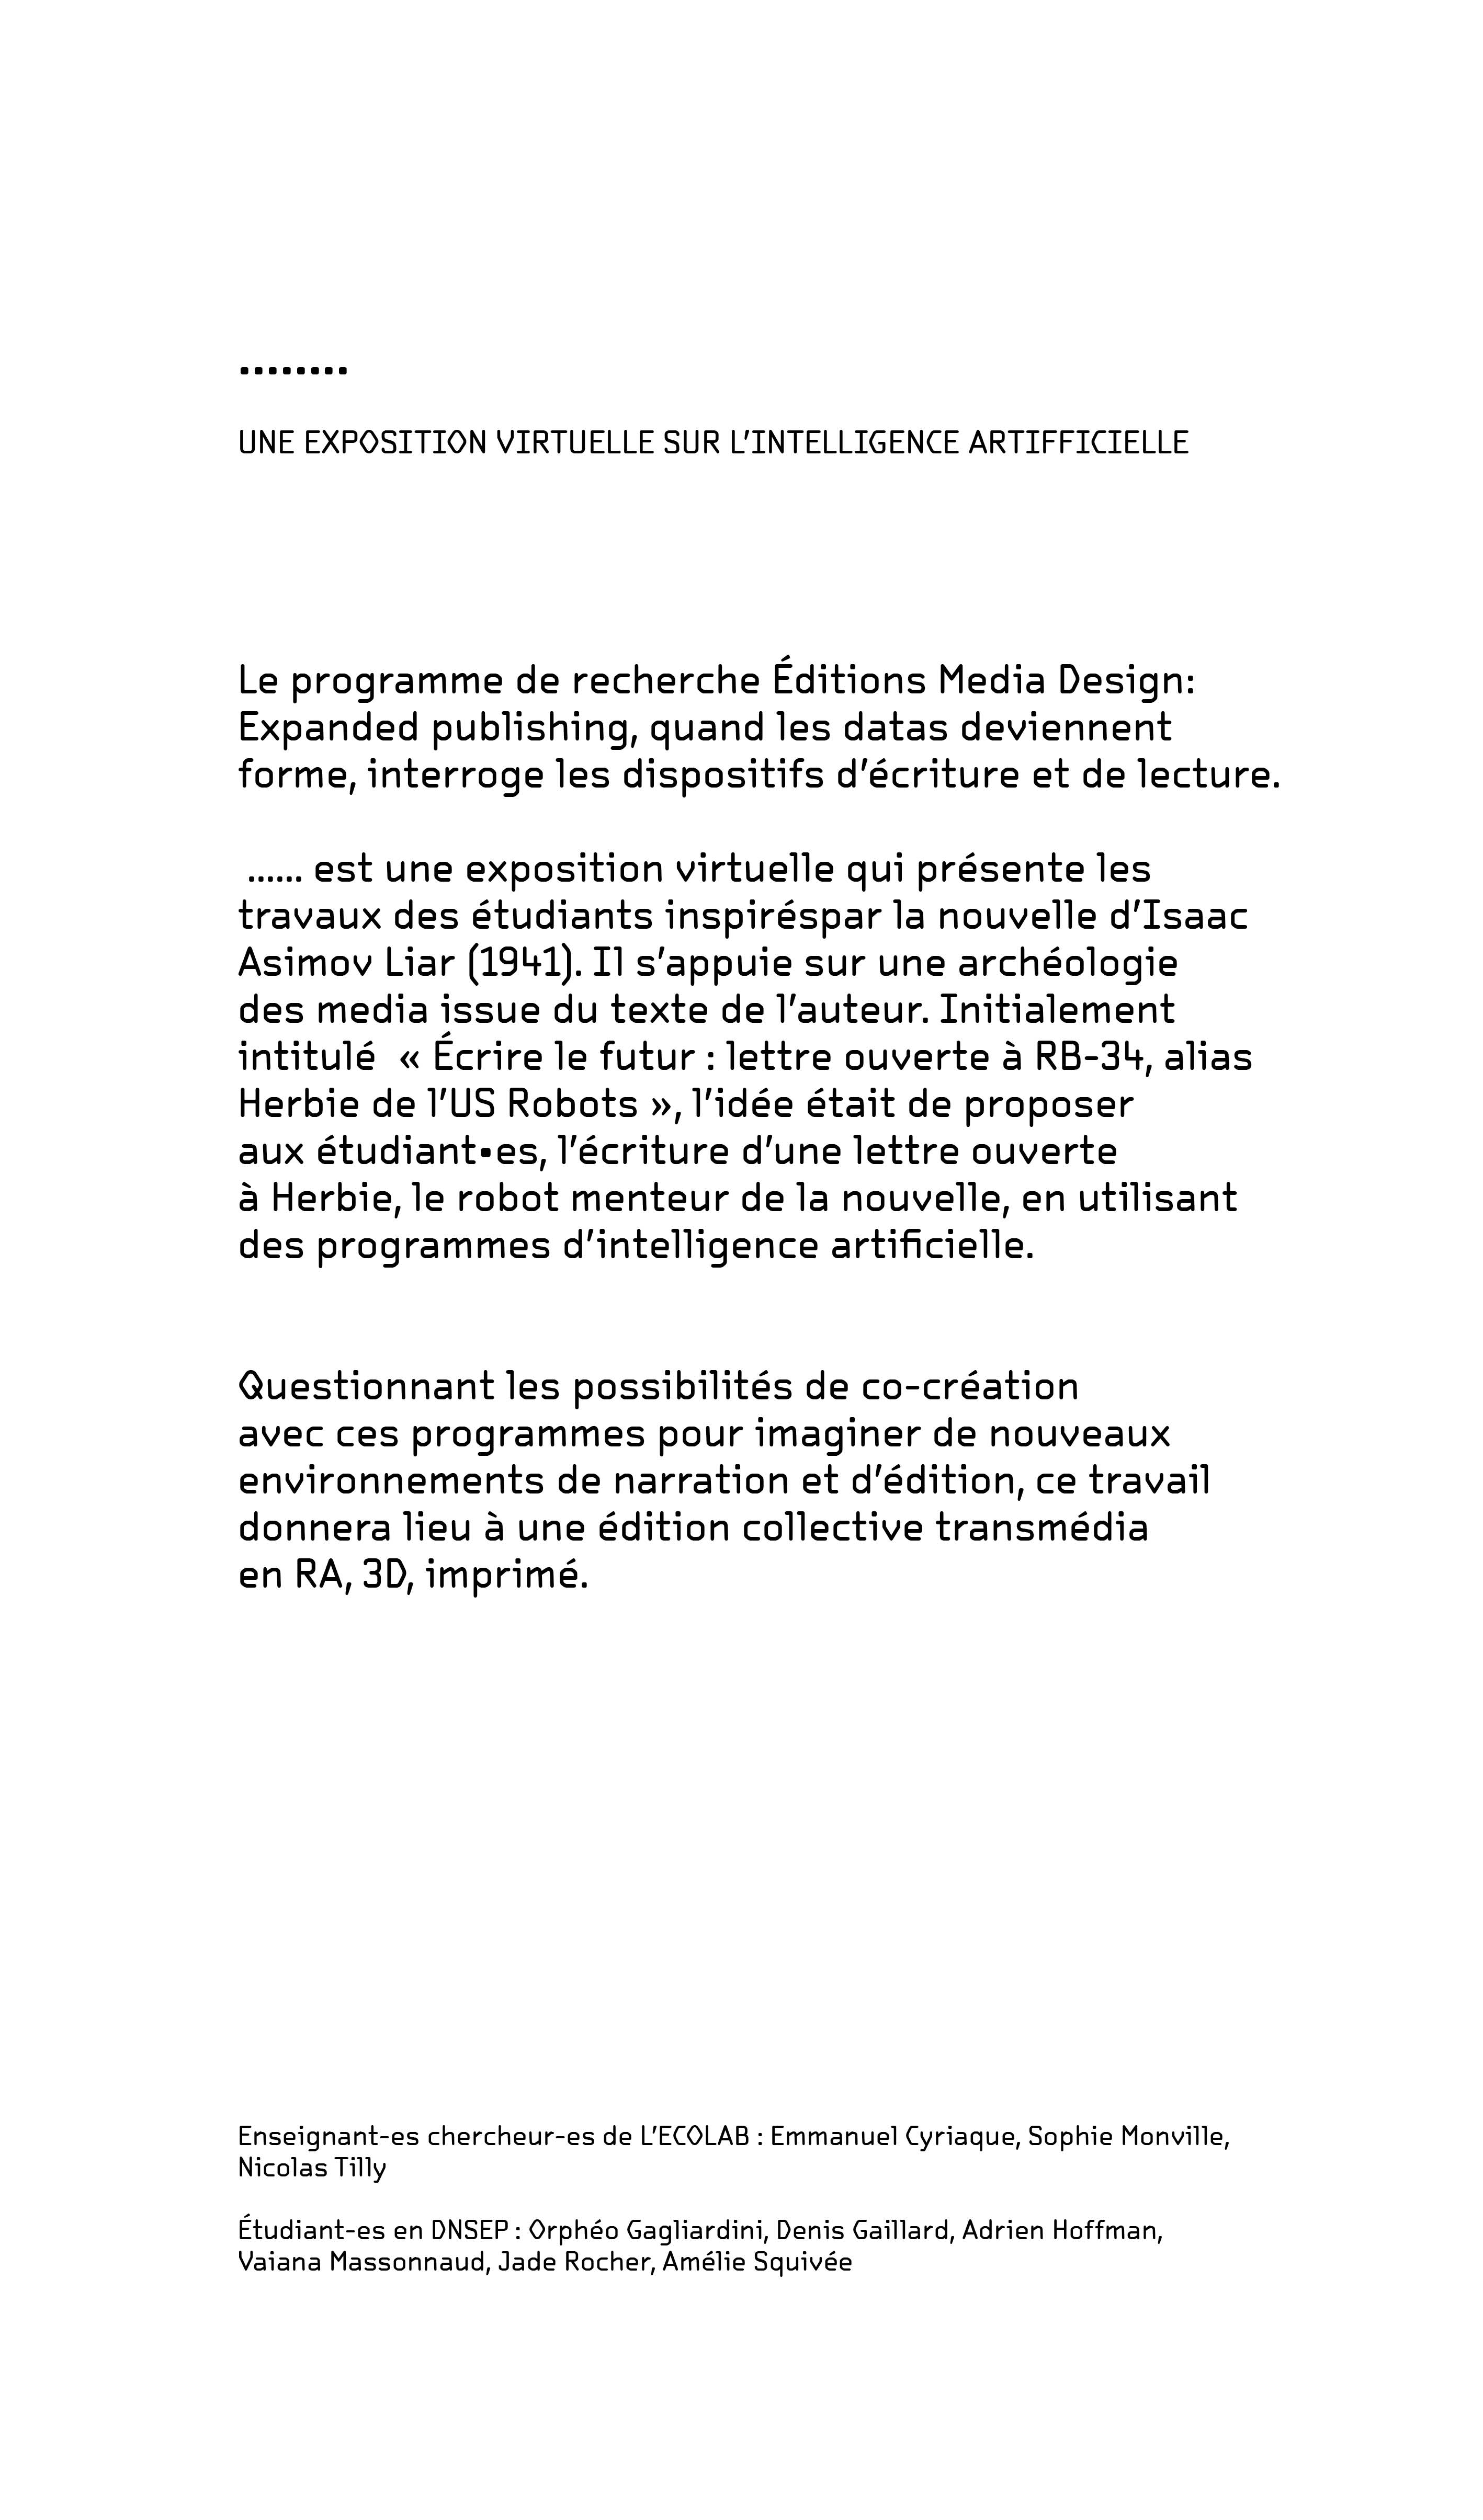 ........
UNE EXPOSITION VIRTUELLE SUR L'INTELLIGENCE ARTIFFICIELLE
Le programme de recherche Éditions Media Design:
Expanded publishing, quand les datas deviennent
forme, interroge les dispositifs d'écriture et de lecture.
...... est une exposition virtuelle qui présente les
travaux des étudiants inspiréspar la nouvelle d'Isaac
Asimov Liar (1941). Il s'appuie sur une archéologie
des media issue du texte de l'auteur. Initialement
intitulé « Écrire le futur : lettre ouverte à RB-34, alias
Herbie de l'US Robots », l'idée était de proposer
aux étudiant•es, l'écriture d'une lettre ouverte
à Herbie, le robot menteur de la nouvelle, en utilisant
des programmes d'intelligence artificielle.
Questionnant les possibilités de co-création
avec ces programmes pour imaginer de nouveaux
environnements de narration et d'édition, ce travail
donnera lieu à une édition collective transmédia
en RA, 3D, imprimé.
Enseignant-es chercheur-es de L'ECOLAB : Emmanuel Cyriaque, Sophie Monville,
Nicolas Tilly
Étudiant-es en DNSEP : Orphéo Gagliardini, Denis Gaillard, Adrien Hoffman,
Vaiana Massonnaud, Jade Rocher, Amélie Squivée